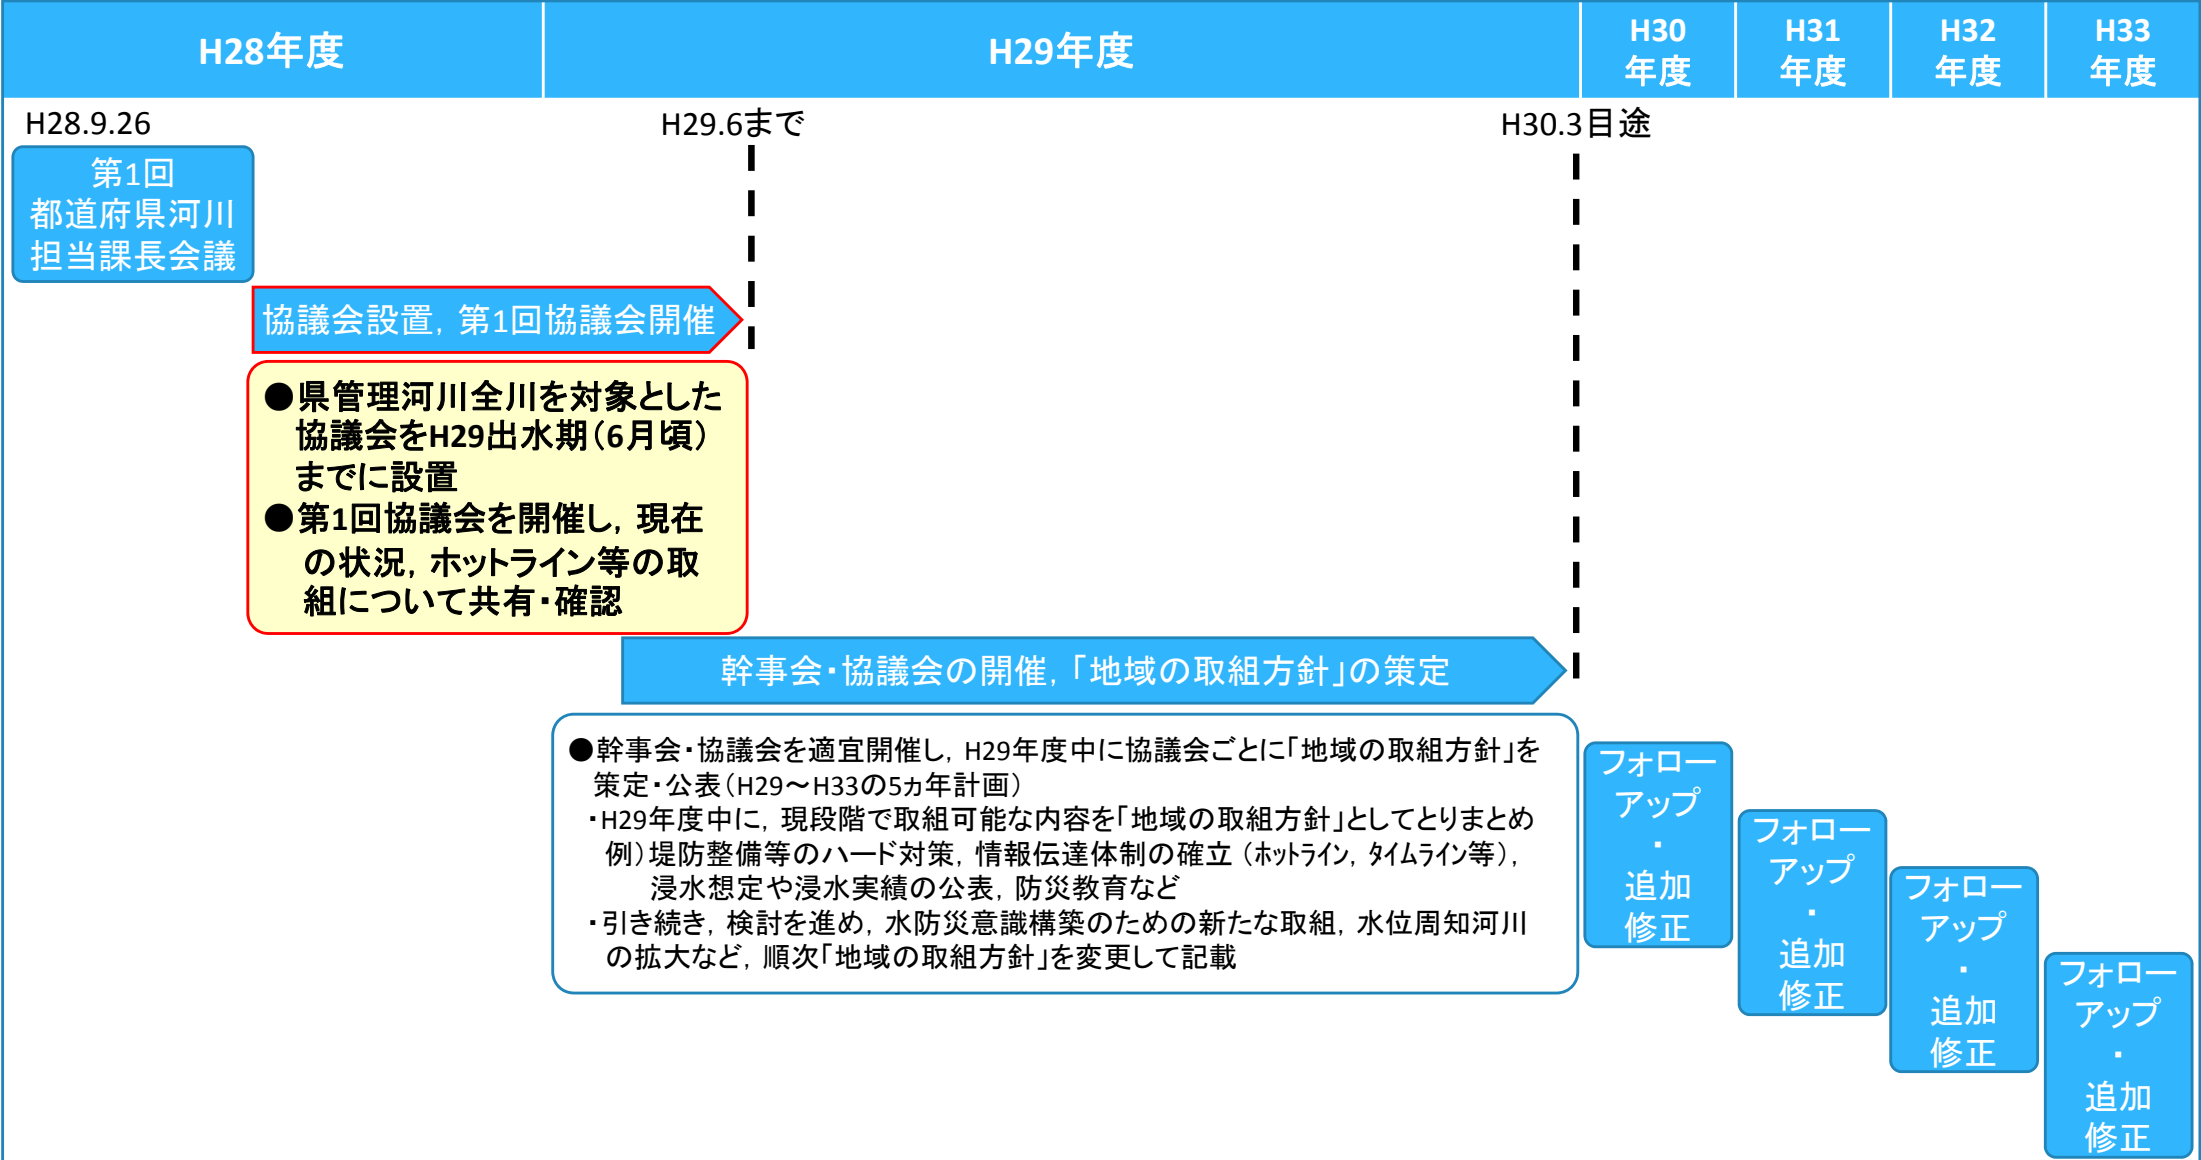 H28年度
H29年度
H30
年度
H31
年度
H32
年度
H33
年度
H28.9.26
H29.6まで
H30.3目途
第1回
都道府県河川
担当課長会議
協議会設置，第1回協議会開催
●県管理河川全川を対象とした
協議会をH29出水期（6月頃）
までに設置
●第1回協議会を開催し，現在
の状況，ホットライン等の取
組について共有・確認
幹事会・協議会の開催，「地域の取組方針」の策定
●幹事会・協議会を適宜開催し，H29年度中に協議会ごとに「地域の取組方針」を
策定・公表（H29～H33の5ヵ年計画）
・H29年度中に，現段階で取組可能な内容を「地域の取組方針」としてとりまとめ
例）堤防整備等のハード対策，情報伝達体制の確立（ホットライン，タイムライン等），
浸水想定や浸水実績の公表，防災教育など
・引き続き，検討を進め，水防災意識構築のための新たな取組，水位周知河川
の拡大など，順次「地域の取組方針」を変更して記載
フォロー
アップ
・
追加
修正
フォロー
アップ
・
追加
修正
フォロー
アップ
・
追加
修正
フォロー
アップ
・
追加
修正